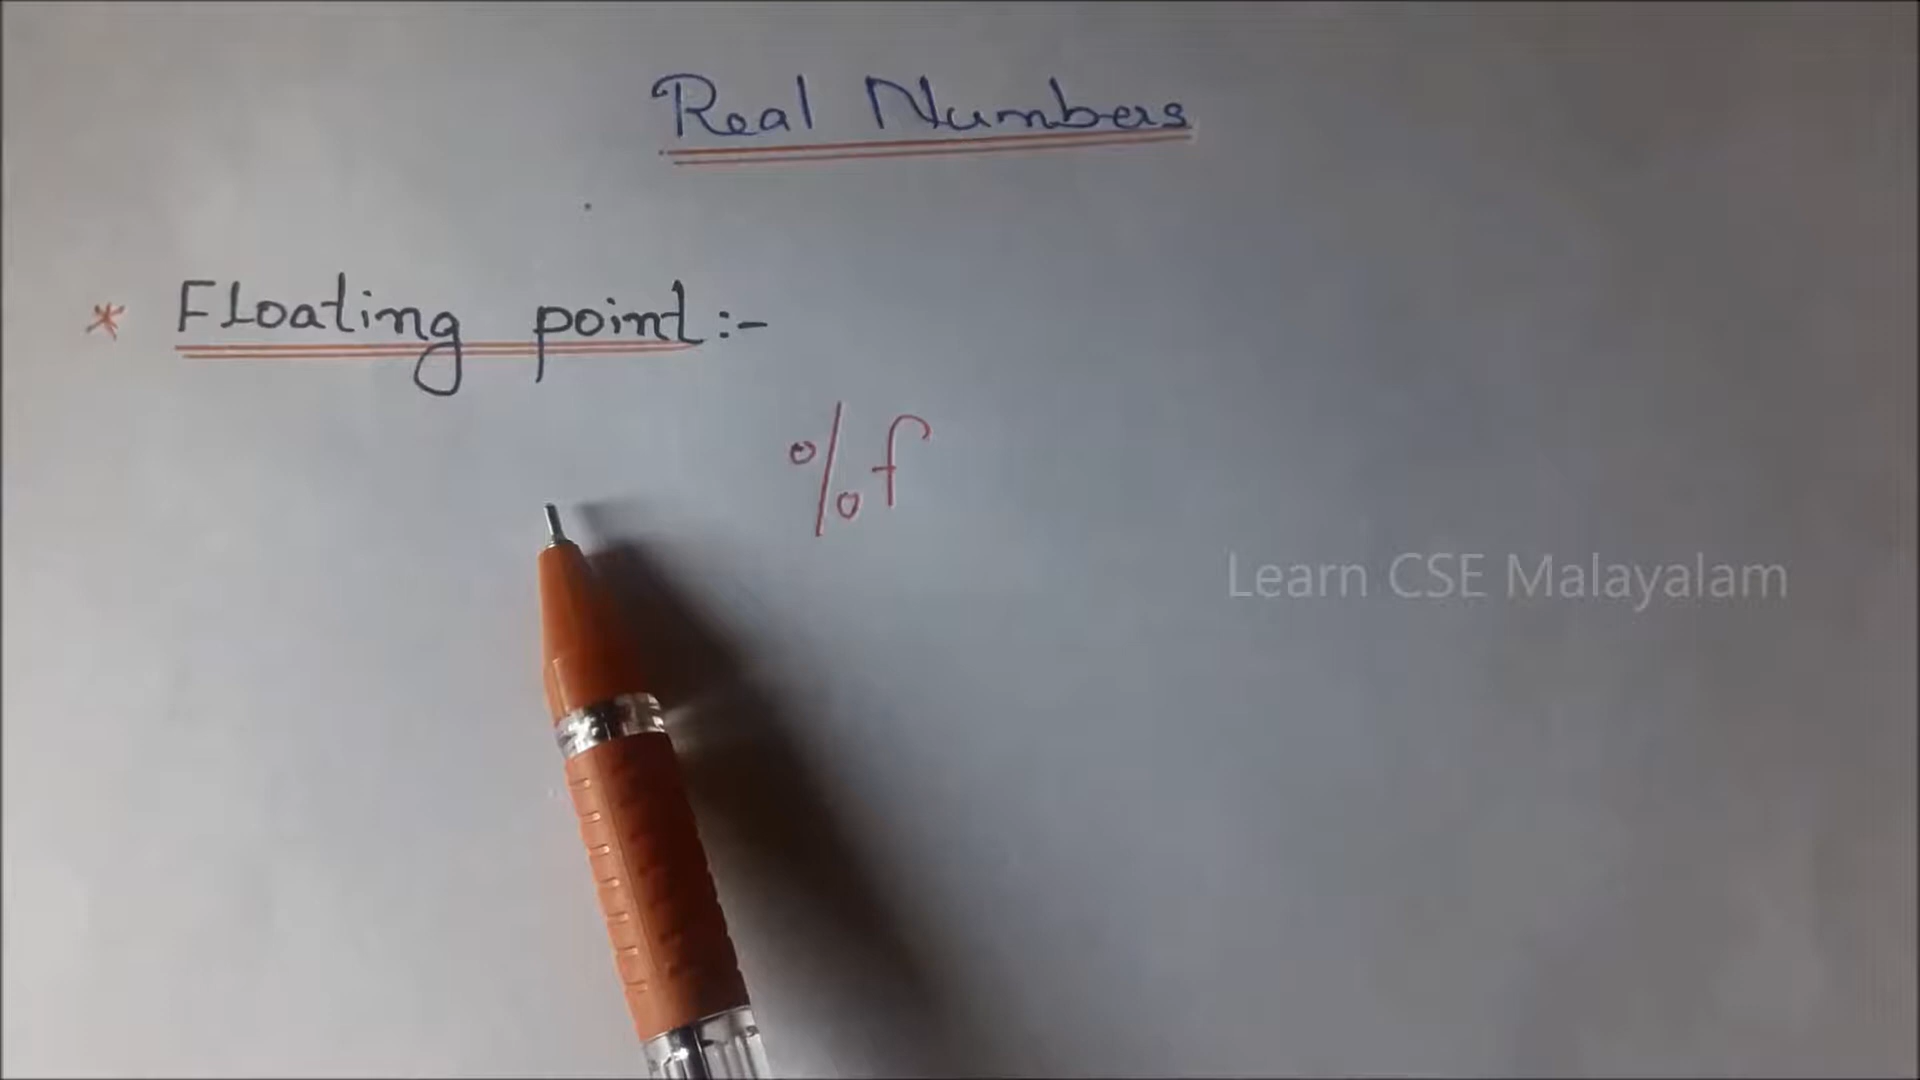 Real Numbers
* Floating point:-
%f
Learn CSE Malayalam